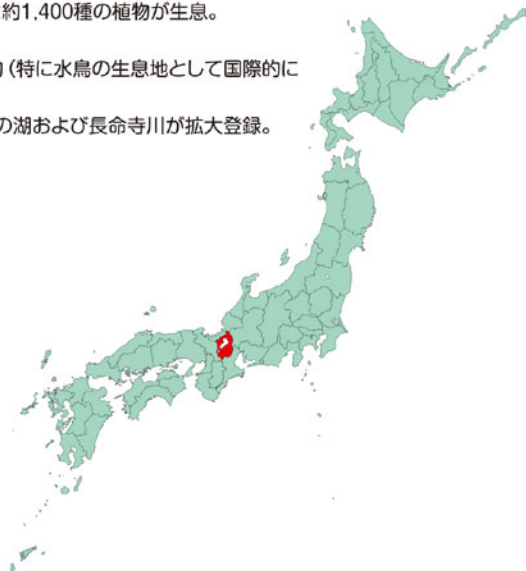 約1,400種の植物が生息。
(特に水鳥の生息地として国際的に
の湖および長命寺川が拡大登録。